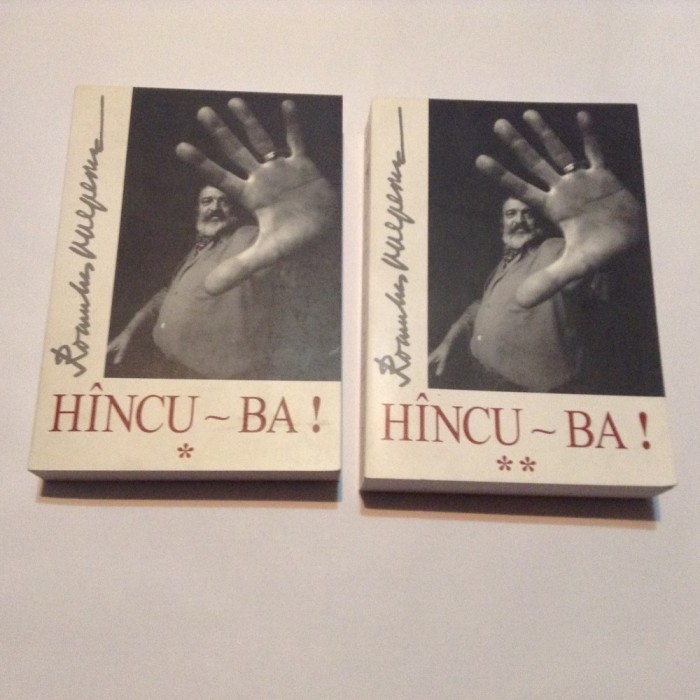 Romulus Vulpescu
HÎNCU ~ BA !
*
Romulus Vulpescu
HÎNCU ~ BA !
**